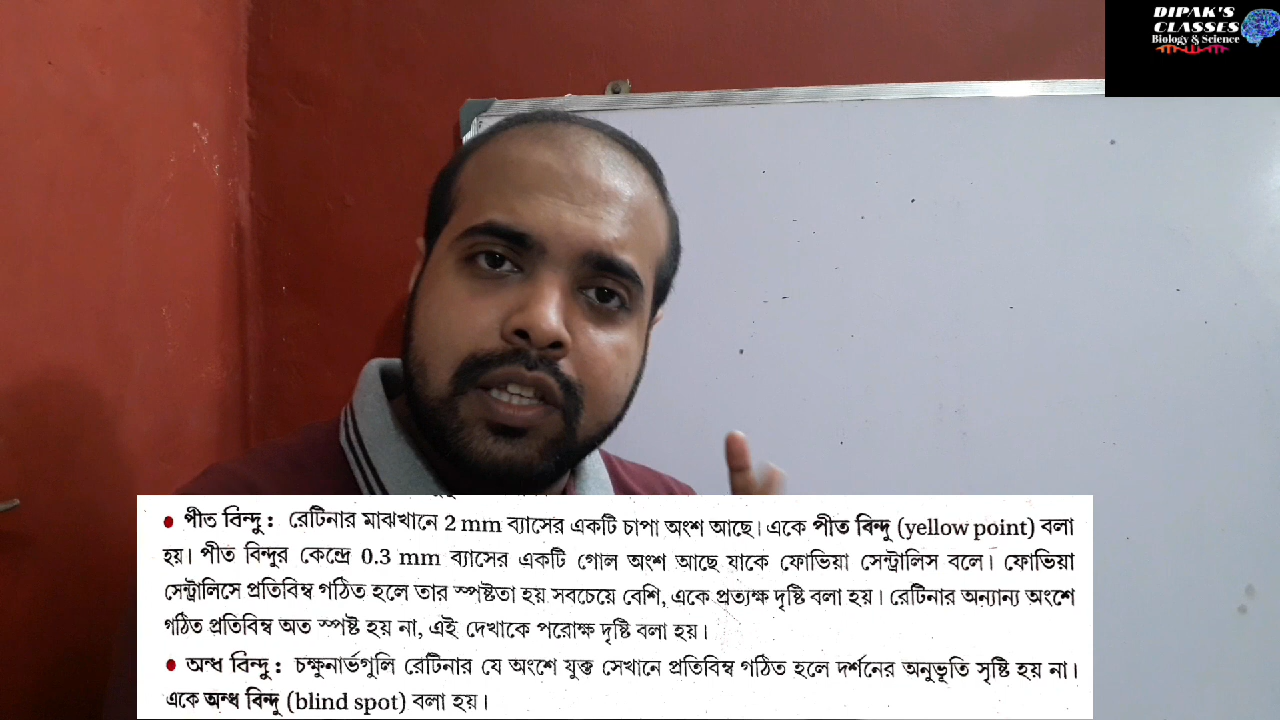 DIPAK'S
CLASSES
Biology & Science
• পীত বিন্দু : রেটিনার মাঝখানে 2 mm ব্যাসের একটি চাপা অংশ আছে। একে পীত বিন্দু (yellow point) বলা
হয়। পীত বিন্দুর কেন্দ্রে 0.3 mm ব্যাসের একটি গোল অংশ আছে যাকে ফোভিয়া সেন্ট্রালিস বলে। ফোভিয়া
সেন্ট্রালিসে প্রতিবিম্ব গঠিত হলে তার স্পষ্টতা হয় সবচেয়ে বেশি, একে প্রত্যক্ষ দৃষ্টি বলা হয়। রেটিনার অন্যান্য অংশে
গঠিত প্রতিবিম্ব অত স্পষ্ট হয় না, এই দেখাকে পরোক্ষ দৃষ্টি বলা হয়।
• অন্ধ বিন্দু : চক্ষুনার্ভগুলি রেটিনার যে অংশে যুক্ত সেখানে প্রতিবিম্ব গঠিত হলে দর্শনের অনুভূতি সৃষ্টি হয় না।
একে অন্ধ বিন্দু (blind spot) বলা হয়।